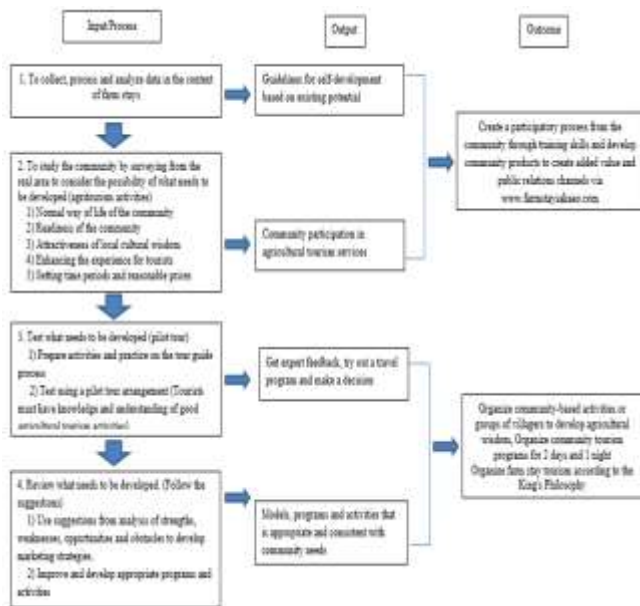 Input/Process
Output
Outcome
1. To collect, process and analyze data in the context
of farm stays
Guidelines for self-development
based on existing potential
Create a participatory process from the
community through training skills and develop
community products to create added value and
public relations channels via
2. To study the community by surveying from the
real area to consider the possibility of what needs to
be developed (agritourism activities)
1) Normal way of life of the community
2) Readiness of the community
3) Attractiveness of local cultural wisdom
4) Enhancing the experience for tourists
5) Setting time periods and reasonable prices
Community participation in
agricultural tourism services
3. Test what needs to be developed (pilot tour)
1) Prepare activities and practice on the tour guide
process
2) Test using a pilot tour arrangement (Tourists
must have knowledge and understanding of good
agricultural tourism activities).
Get expert feedback, try out a travel
program and make a decision
Organize community-based activities or
groups of villagers to develop agricultural
wisdom, Organize community tourism
programs for 2 days and 1 night
Organize farm stay tourism according to the
King's Philosophy
4. Review what needs to be developed. (Follow the
suggestions)
1) Use suggestions from analysis of strengths,
weaknesses, opportunities and obstacles to develop
marketing strategies.
2) Improve and develop appropriate programs and
activities
Models, programs and activities that
is appropriate and consistent with
community needs